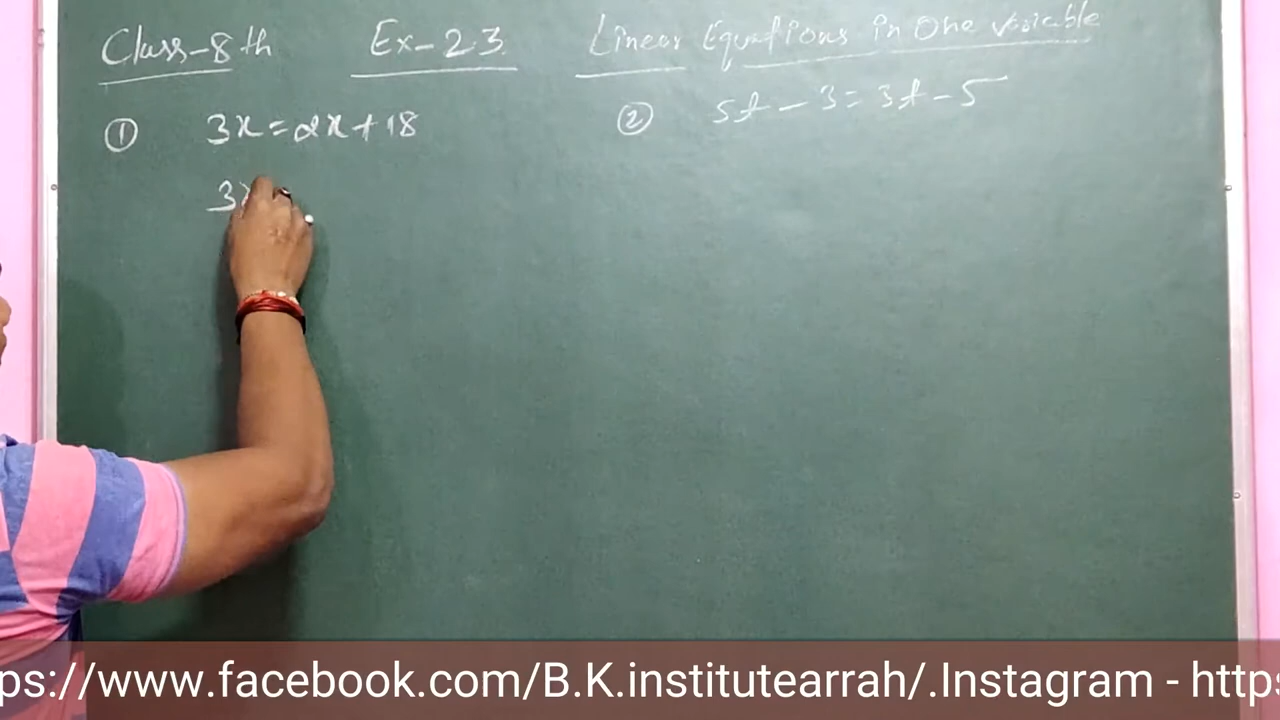 Class-8th Ex-2.3. Linear Equations in One variable
① 3x=2x+18
② 5t-3=3t-5
3x
ps://www.facebook.com/B.K.institutearrah/.Instagram - https